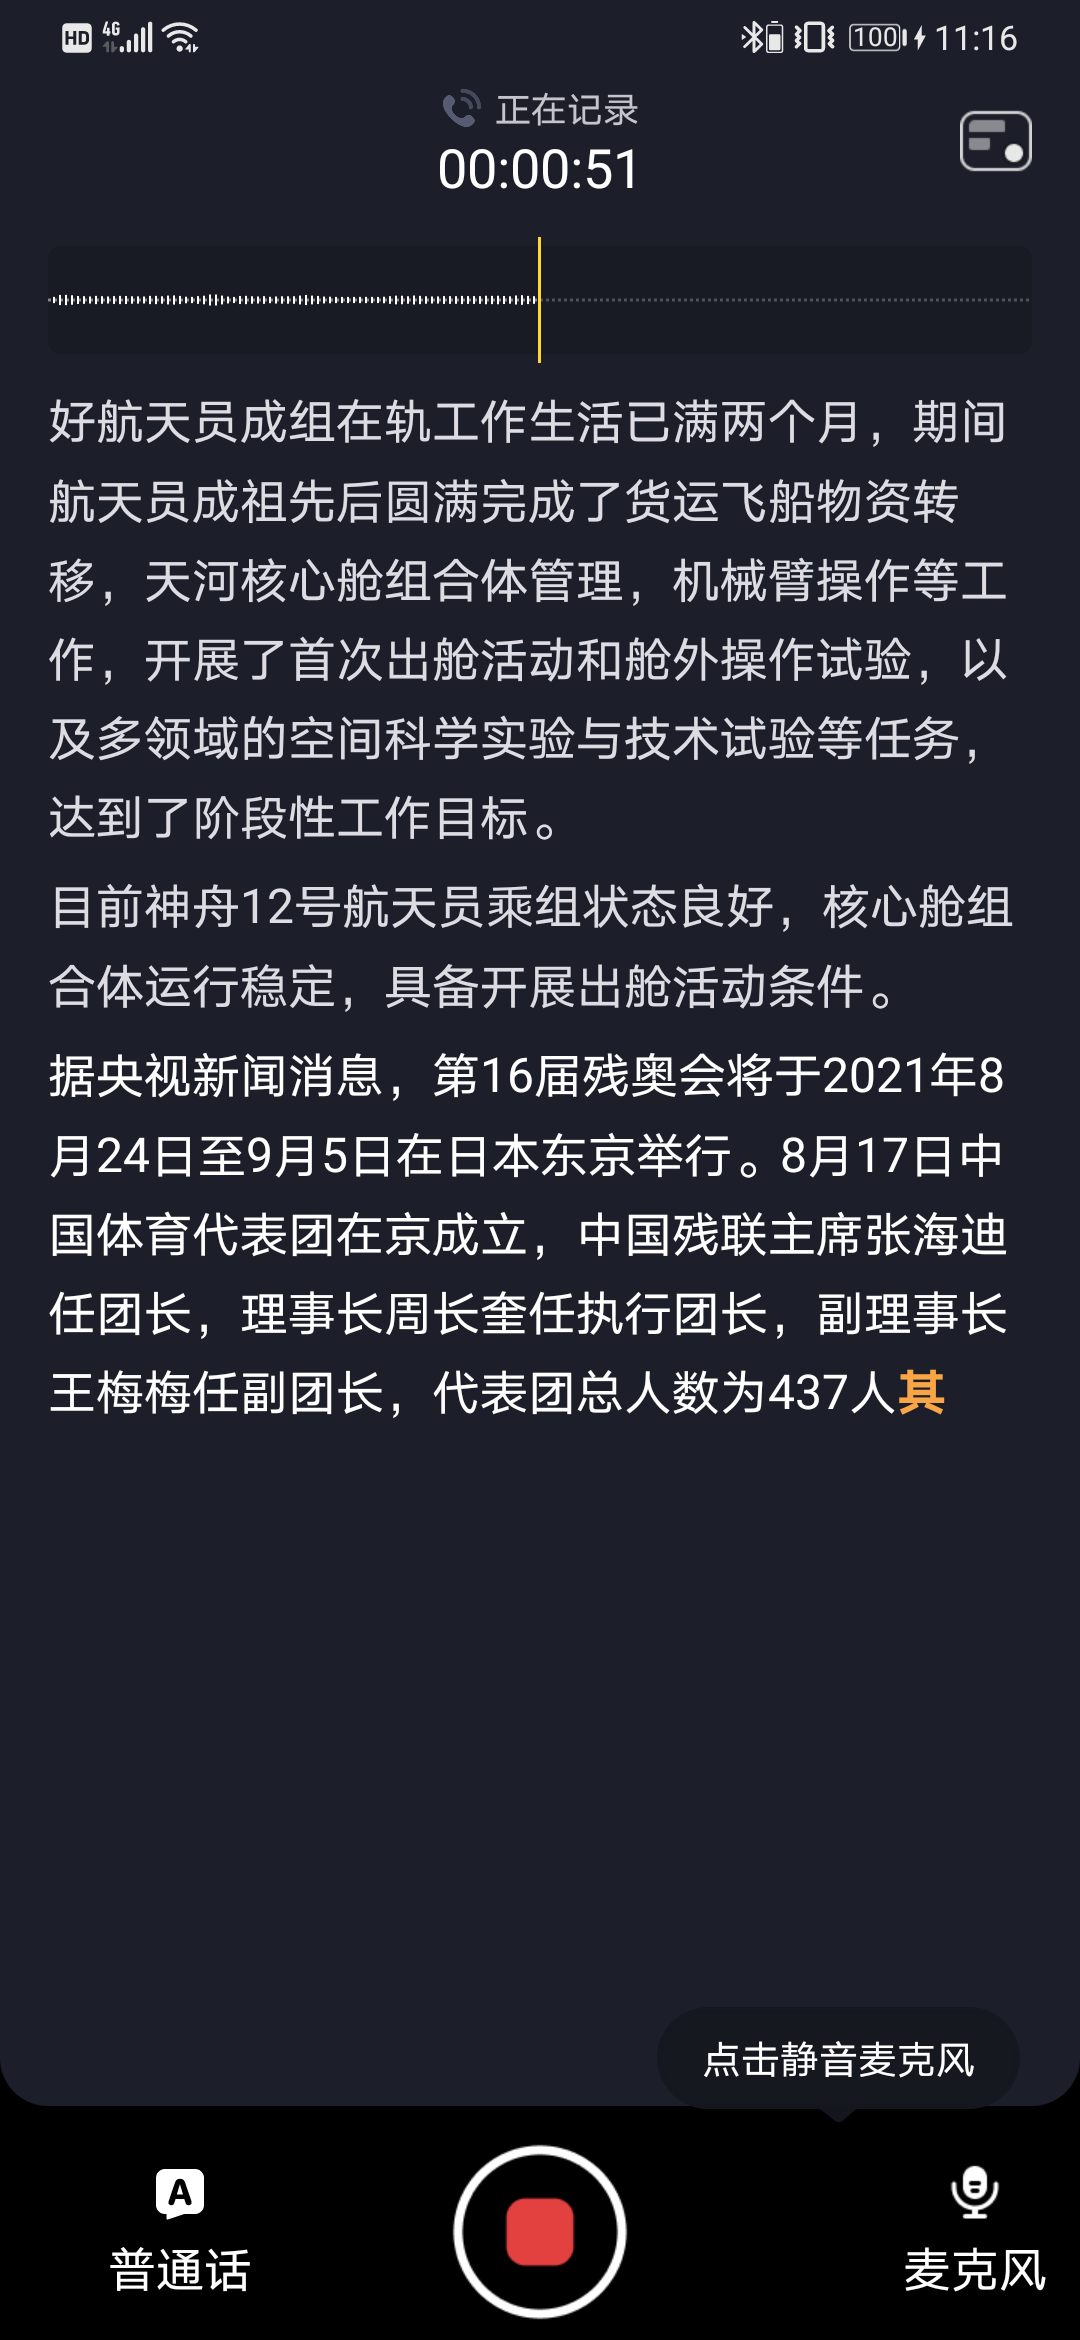 HD 4G 100 11:16
正在记录
00:00:51
好航天员成组在轨工作生活已满两个月，期间
航天员成祖先后圆满完成了货运飞船物资转
移，天河核心舱组合体管理，机械臂操作等工
作，开展了首次出舱活动和舱外操作试验，以
及多领域的空间科学实验与技术试验等任务，
达到了阶段性工作目标。
目前神舟12号航天员乘组状态良好，核心舱组
合体运行稳定，具备开展出舱活动条件。
据央视新闻消息，第16届残奥会将于2021年8
月24日至9月5日在日本东京举行。8月17日中
国体育代表团在京成立，中国残联主席张海迪
任团长，理事长周长奎任执行团长，副理事长
王梅梅任副团长，代表团总人数为437人其
点击静音麦克风
A
普通话
麦克风